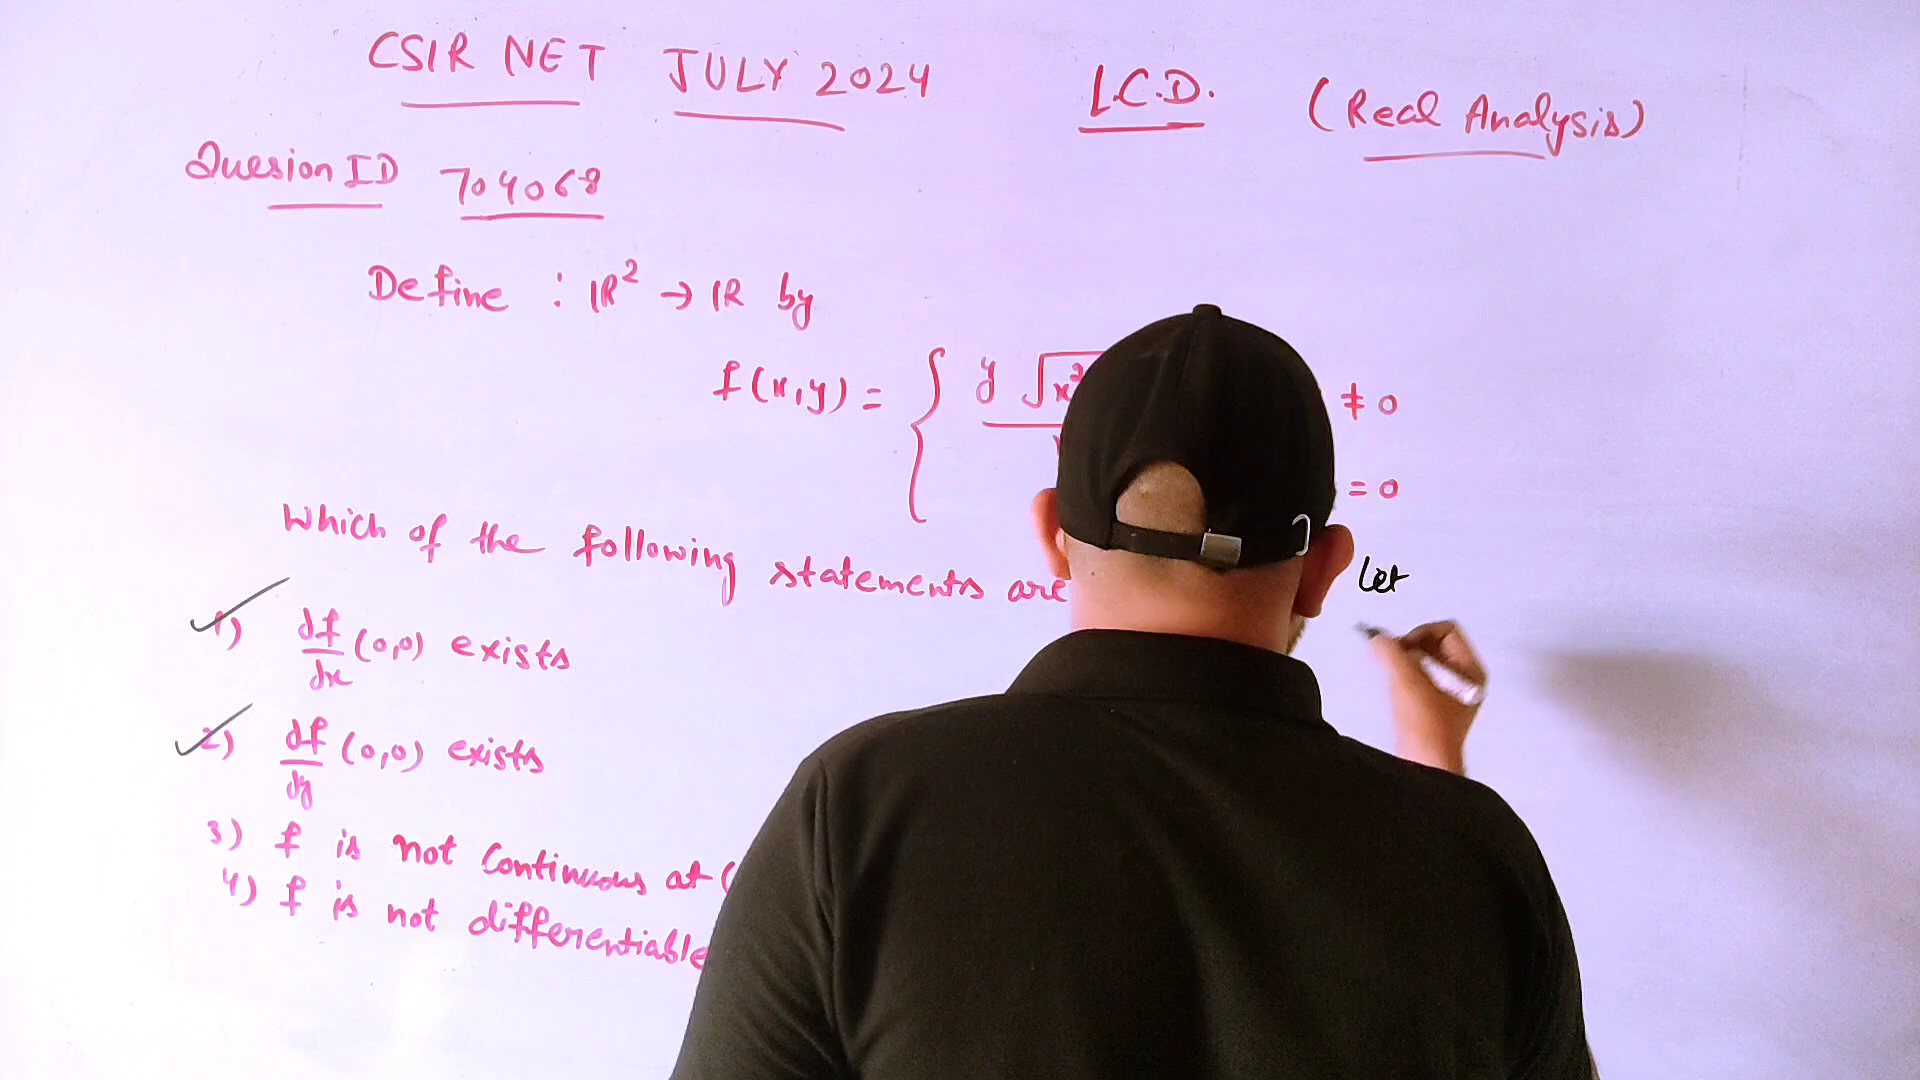 CSIR NET JULY 2024 L.C.D. (Real Analysis)
Quesion ID 704068
Define : IR² → IR by
f(x,y) = { y √x² ≠ 0
= 0
Which of the following statements are
Let
1) ∂f/∂x (0,0) exists
2) ∂f/∂y (0,0) exists
3) f is not continuous at (
4) f is not differentiable